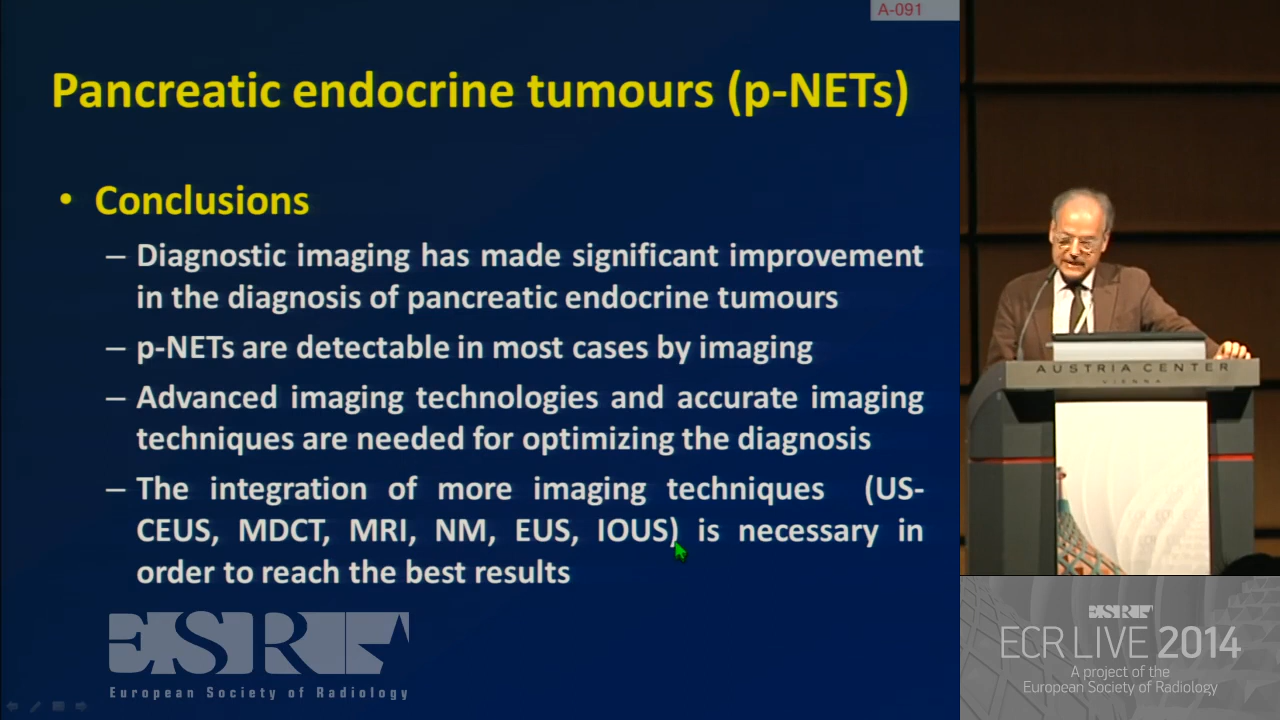 A-091
Pancreatic endocrine tumours (p-NETs)
• Conclusions
– Diagnostic imaging has made significant improvement
in the diagnosis of pancreatic endocrine tumours
– p-NETs are detectable in most cases by imaging
– Advanced imaging technologies and accurate imaging
techniques are needed for optimizing the diagnosis
– The integration of more imaging techniques (US-
CEUS, MDCT, MRI, NM, EUS, IOUS) is necessary in
order to reach the best results
ESR
European Society of Radiology
AUSTRIA CENTER
VIENNA
ESR
ECR LIVE 2014
A project of the
European Society of Radiology